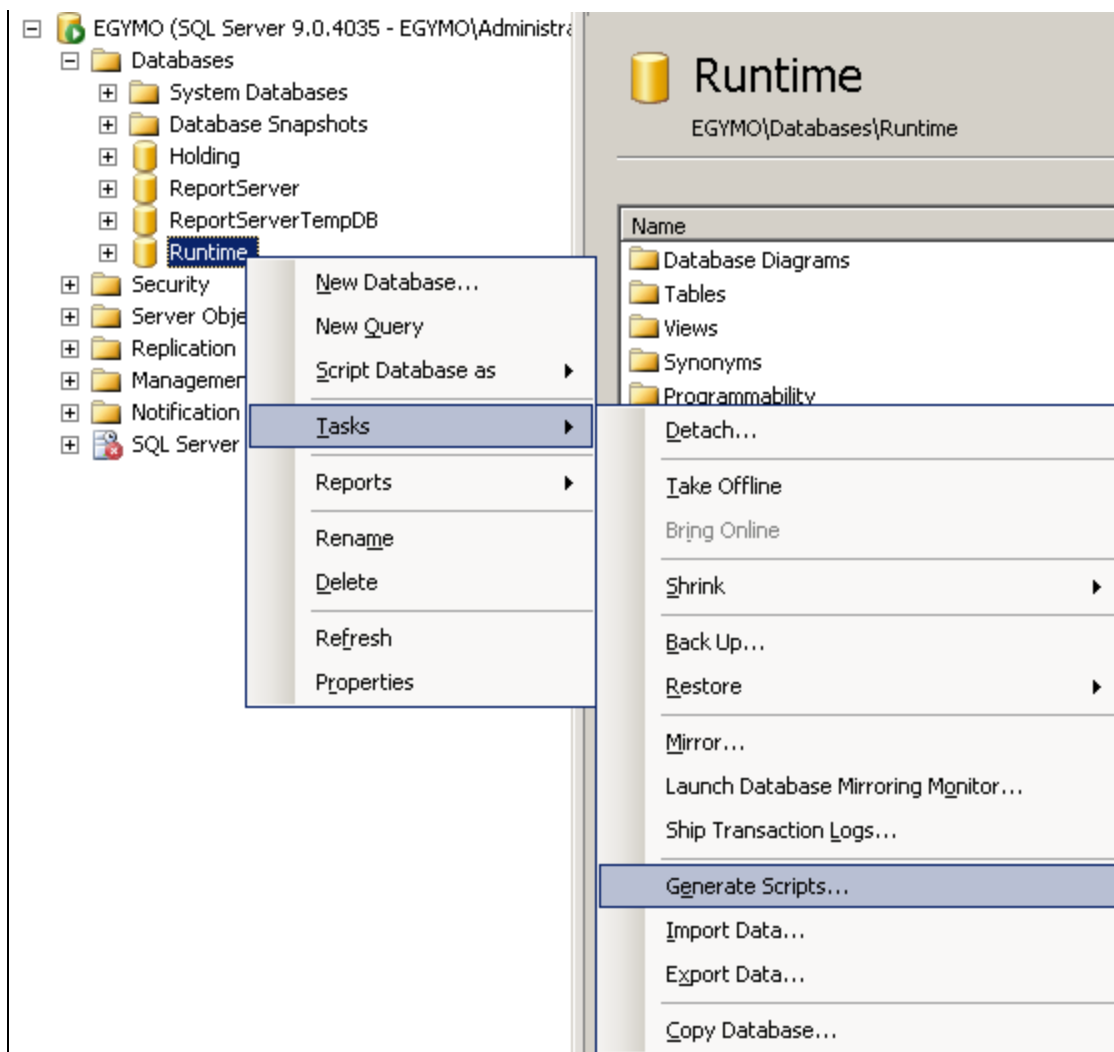 EGYMO (SQL Server 9.0.4035 - EGYMO\Administra
Databases
System Databases
Database Snapshots
Holding
ReportServer
ReportServerTempDB
Runtime
Security
Server Obje
Replication
Managemer
Notification
SQL Server
New Database...
New Query
Script Database as
Tasks
Reports
Rename
Delete
Refresh
Properties
Runtime
EGYMO\Databases\Runtime
Name
Database Diagrams
Tables
Views
Synonyms
Programmability
Detach...
Take Offline
Bring Online
Shrink
Back Up...
Restore
Mirror...
Launch Database Mirroring Monitor...
Ship Transaction Logs...
Generate Scripts...
Import Data...
Export Data...
Copy Database...